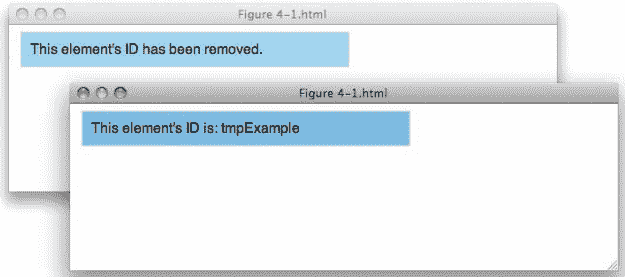 Figure 4-1.html
This element's ID has been removed.
Figure 4-1.html
This element's ID is: tmpExample